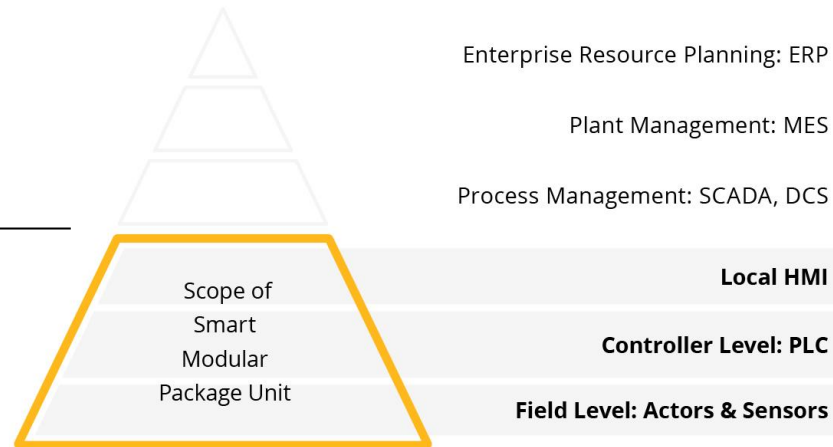 Enterprise Resource Planning: ERP
Plant Management: MES
Process Management: SCADA, DCS
Scope of
Smart
Modular
Package Unit
Local HMI
Controller Level: PLC
Field Level: Actors & Sensors